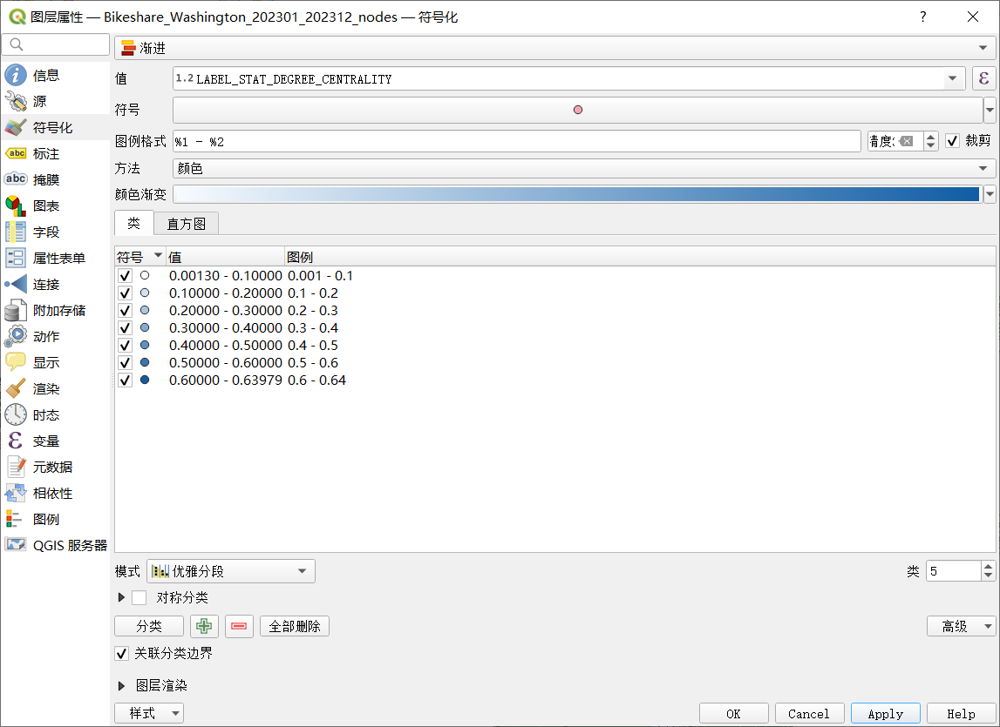 图层属性 — Bikeshare_Washington_202301_202312_nodes — 符号化
?
渐进
信息
源
符号化
标注
掩膜
图表
字段
属性表单
连接
附加存储
动作
显示
渲染
时态
变量
元数据
相依性
图例
QGIS 服务器
值 1.2 LABEL_STAT_DEGREE_CENTRALITY ε
符号
图例格式 %1 - %2 裁剪
方法 颜色
颜色渐变
类 直方图
符号 值 图例
0.00130 - 0.10000 0.001 - 0.1
0.10000 - 0.20000 0.1 - 0.2
0.20000 - 0.30000 0.2 - 0.3
0.30000 - 0.40000 0.3 - 0.4
0.40000 - 0.50000 0.4 - 0.5
0.50000 - 0.60000 0.5 - 0.6
0.60000 - 0.63979 0.6 - 0.64
模式 优雅分段 类 5
对称分类
分类 全部删除 高级
关联分类边界
图层渲染
样式 OK Cancel Apply Help